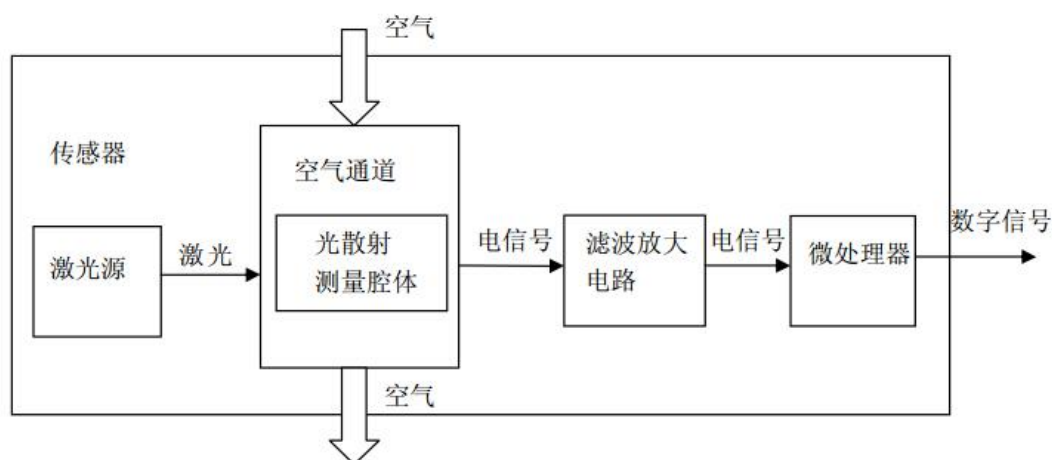 空气
传感器
空气通道
激光源
激光
光散射
测量腔体
电信号
滤波放大
电路
电信号
微处理器
数字信号
空气